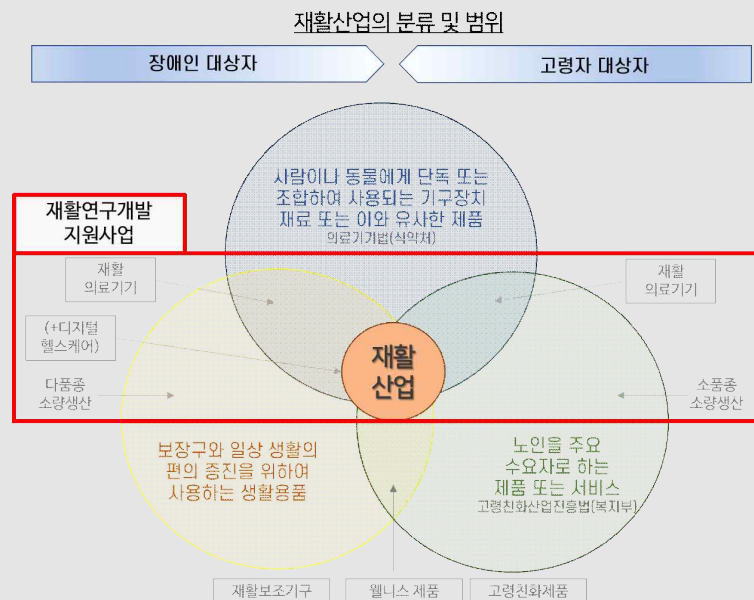 재활산업의 분류 및 범위
장애인 대상자
고령자 대상자
사람이나 동물에게 단독 또는
조합하여 사용되는 기구장치
재료 또는 이와 유사한 제품
의료기기법(식약처)
재활연구개발
지원사업
재활
의료기기
재활
의료기기
(+디지털
헬스케어)
재활
산업
다품종
소량생산
소품종
소량생산
보장구와 일상 생활의
편의 증진을 위하여
사용하는 생활용품
노인을 주요
수요자로 하는
제품 또는 서비스
고령친화산업진흥법(복지부)
재활보조기구
웰니스 제품
고령친화제품